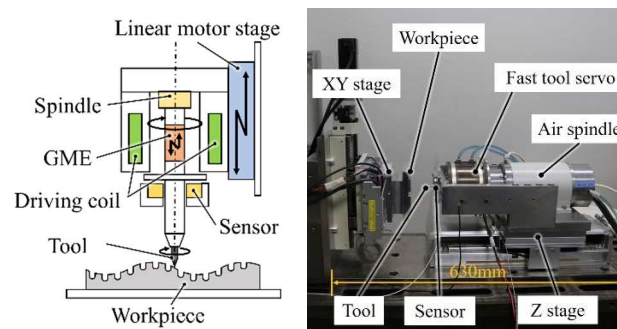 Linear motor stage
Spindle
GME
Driving coil
Sensor
Tool
Workpiece
Workpiece
Fast tool servo
XY stage
Air spindle
630mm
Tool
Sensor
Z stage